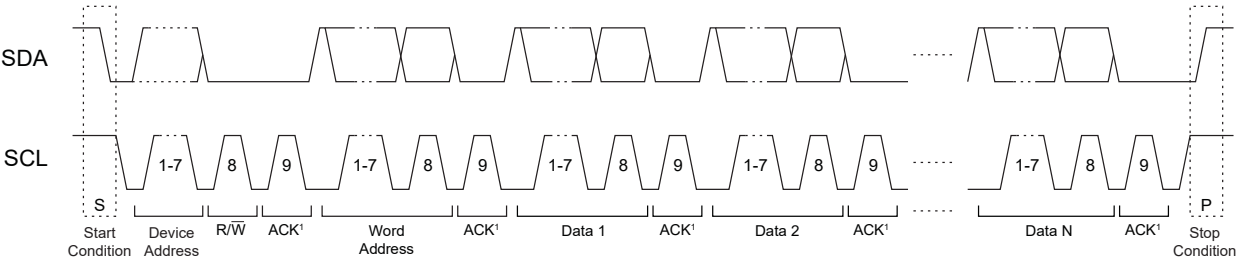 SDA
SCL
1-7 8 9 1-7 8 9 1-7 8 9 1-7 8 9 1-7 8 9
S P
Start Condition
Device Address
R/W̅
ACK¹
Word Address
ACK¹
Data 1
ACK¹
Data 2
ACK¹
Data N
ACK¹
Stop Condition